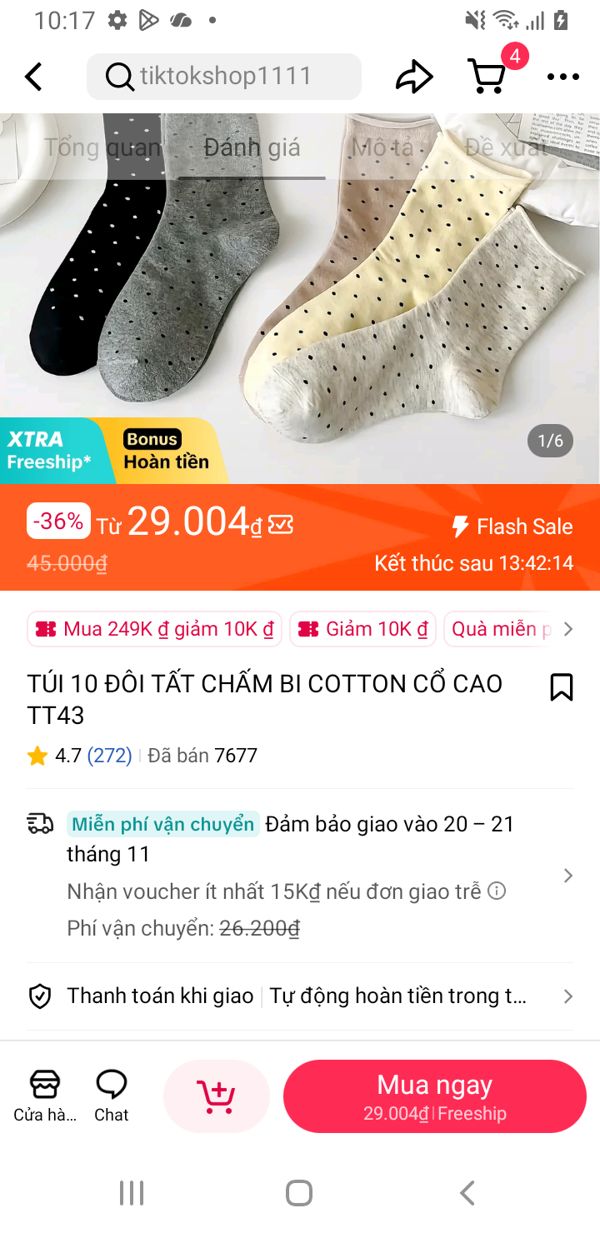 10:17
tiktokshop1111
4
Tổng quan Đánh giá Mô tả Đề xuất
XTRA
Freeship*
Bonus
Hoàn tiền
1/6
-36% Từ 29.004₫
Flash Sale
45.000₫
Kết thúc sau 13:42:14
Mua 249K ₫ giảm 10K ₫
Giảm 10K ₫
Quà miễn p
TÚI 10 ĐÔI TẤT CHẤM BI COTTON CỔ CAO
TT43
4.7 (272) Đã bán 7677
Miễn phí vận chuyển Đảm bảo giao vào 20 – 21
tháng 11
Nhận voucher ít nhất 15K₫ nếu đơn giao trễ
Phí vận chuyển: 26.200₫
Thanh toán khi giao Tự động hoàn tiền trong t...
Mua ngay
29.004₫ Freeship
Cửa hà... Chat